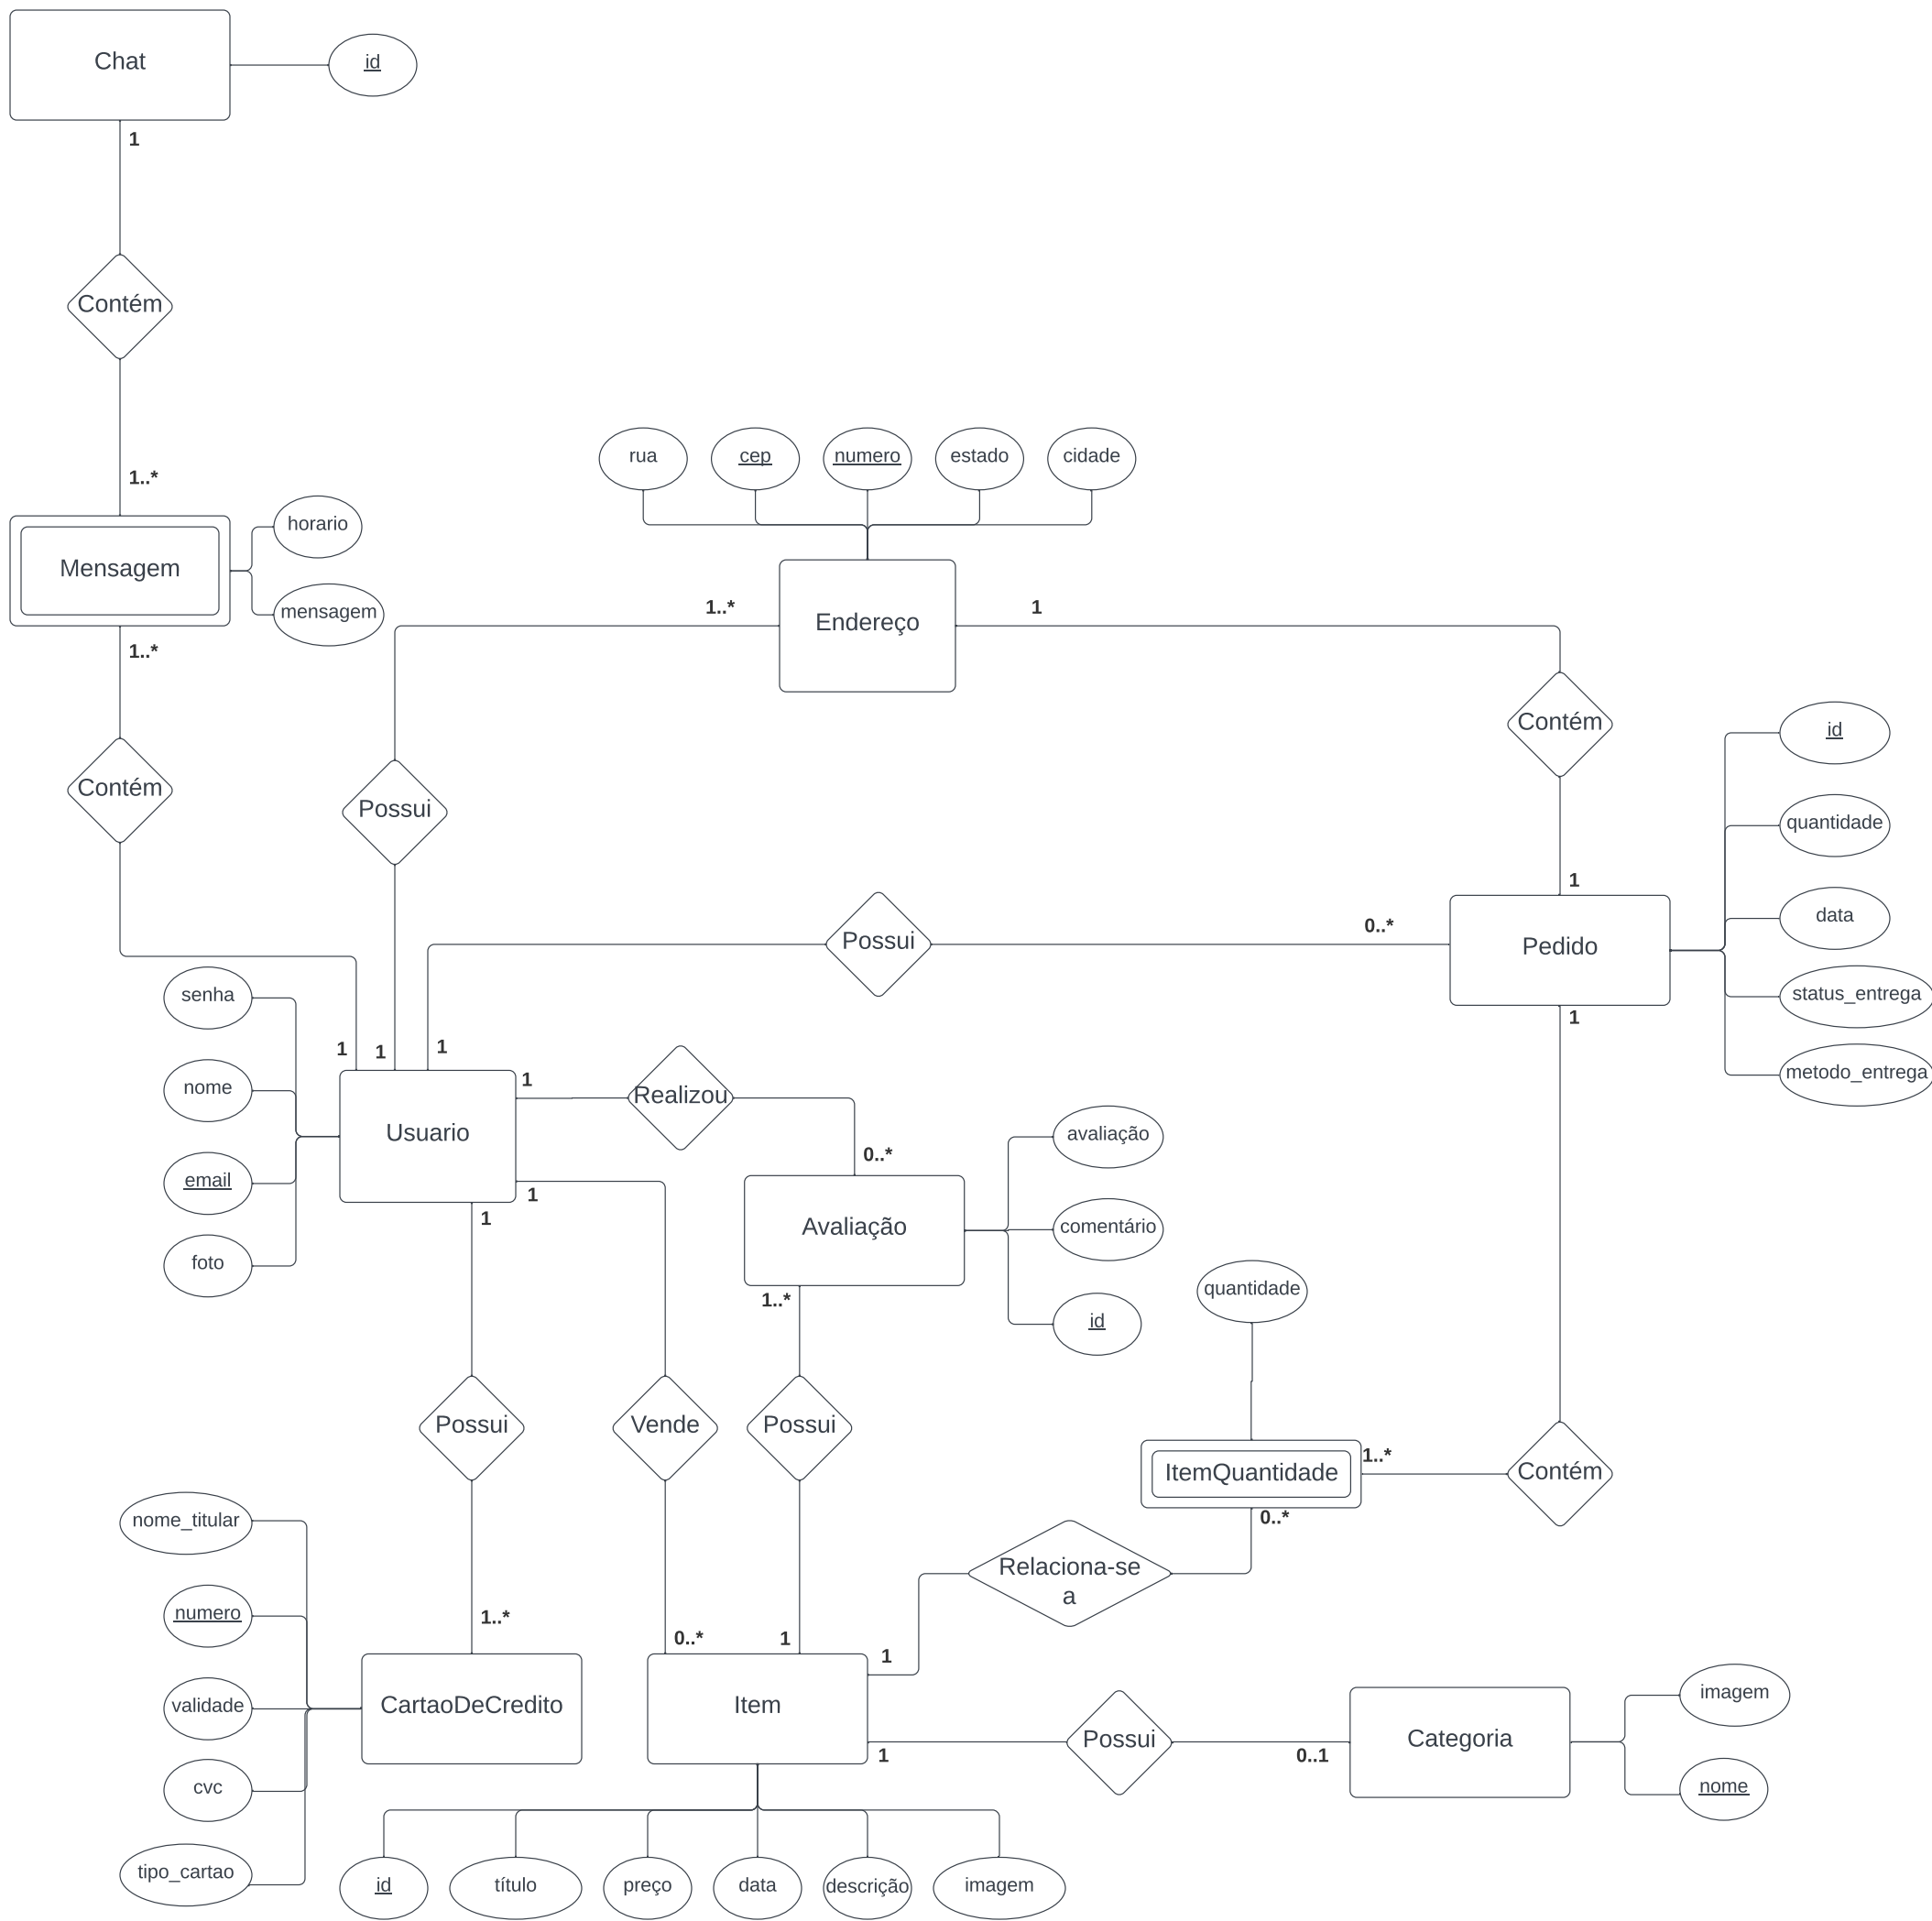 Chat
id
1
Contém
1..*
Mensagem
horario
mensagem
1..*
Contém
rua
cep
numero
estado
cidade
Endereço
1..*
1
Possui
Contém
1
Possui
0..*
Pedido
id
quantidade
data
status_entrega
metodo_entrega
1
senha
nome
email
foto
1
1
1
Usuario
1
Realizou
0..*
1
1
Avaliação
avaliação
comentário
id
1..*
quantidade
Possui
Vende
Possui
ItemQuantidade
1..*
Contém
0..*
Relaciona-se
a
nome_titular
numero
validade
cvc
tipo_cartao
1..*
CartaoDeCredito
0..*
1
1
Item
1
Possui
0..1
Categoria
imagem
nome
id
título
preço
data
descrição
imagem